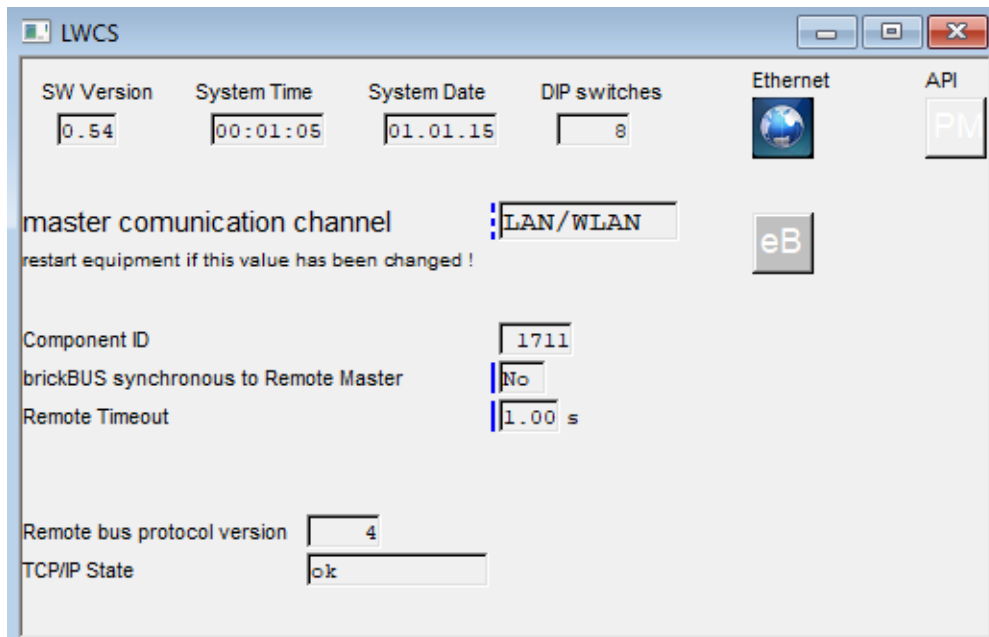 LWCS
SW Version System Time System Date DIP switches Ethernet API
0.54 00:01:05 01.01.15 8 PM
master comunication channel LAN/WLAN eB
restart equipment if this value has been changed !
Component ID 1711
brickBUS synchronous to Remote Master No
Remote Timeout 1.00 s
Remote bus protocol version 4
TCP/IP State ok